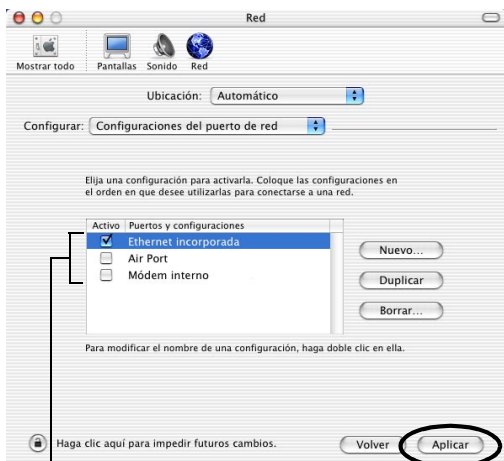 Red
Mostrar todo Pantallas Sonido Red
Ubicación: Automático
Configurar: Configuraciones del puerto de red
Elija una configuración para activarla. Coloque las configuraciones en
el orden en que desee utilizarlas para conectarse a una red.
Activo Puertos y configuraciones
Ethernet incorporada
Air Port
Módem interno
Nuevo...
Duplicar
Borrar...
Para modificar el nombre de una configuración, haga doble clic en ella.
Haga clic aquí para impedir futuros cambios.
Volver Aplicar